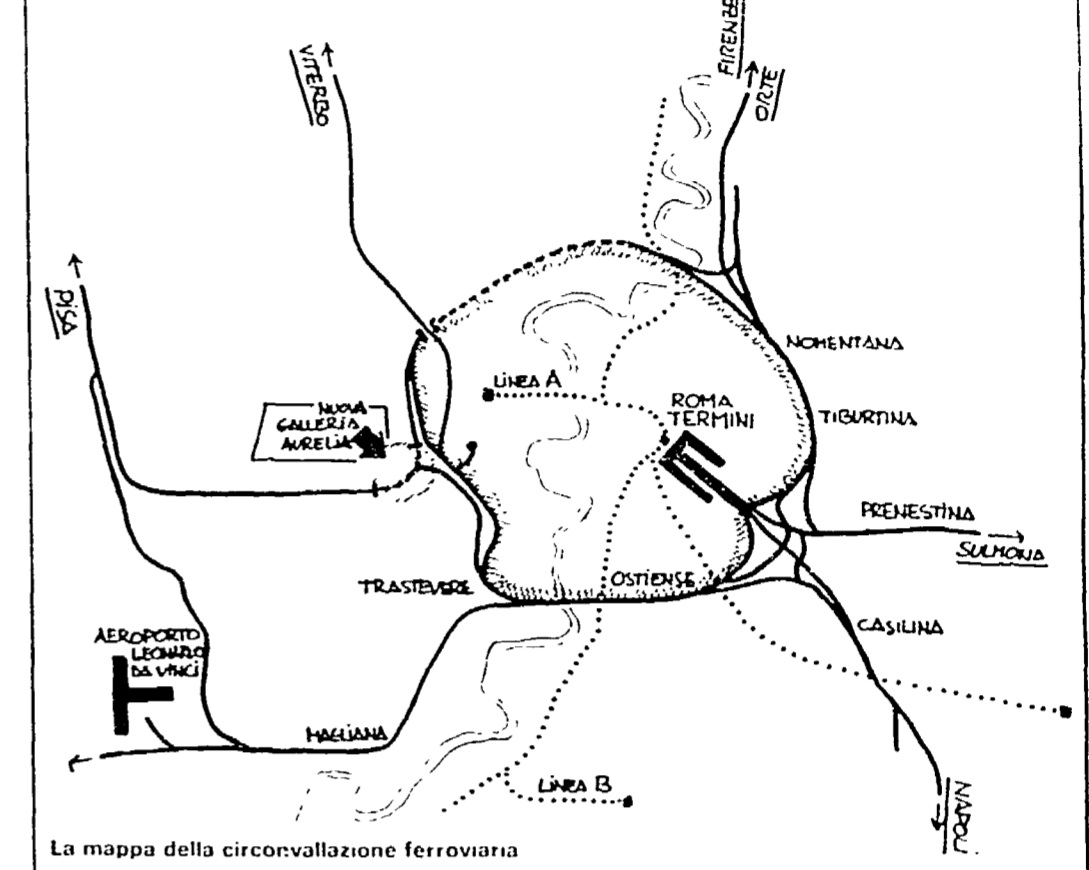 FIRENZE
ORTE
VITERBO
PISA
NOMENTANA
LINEA A
ROMA
TERMINI
TIBURTINA
NUOVA
GALLERIA
AURELIA
PRENESTINA
SULMONA
TRASTEVERE
OSTIENSE
CASILINA
AEROPORTO
LEONARDO
DA VINCI
MAGLIANA
LINEA B
NAPOLI
La mappa della circonvallazione ferroviaria